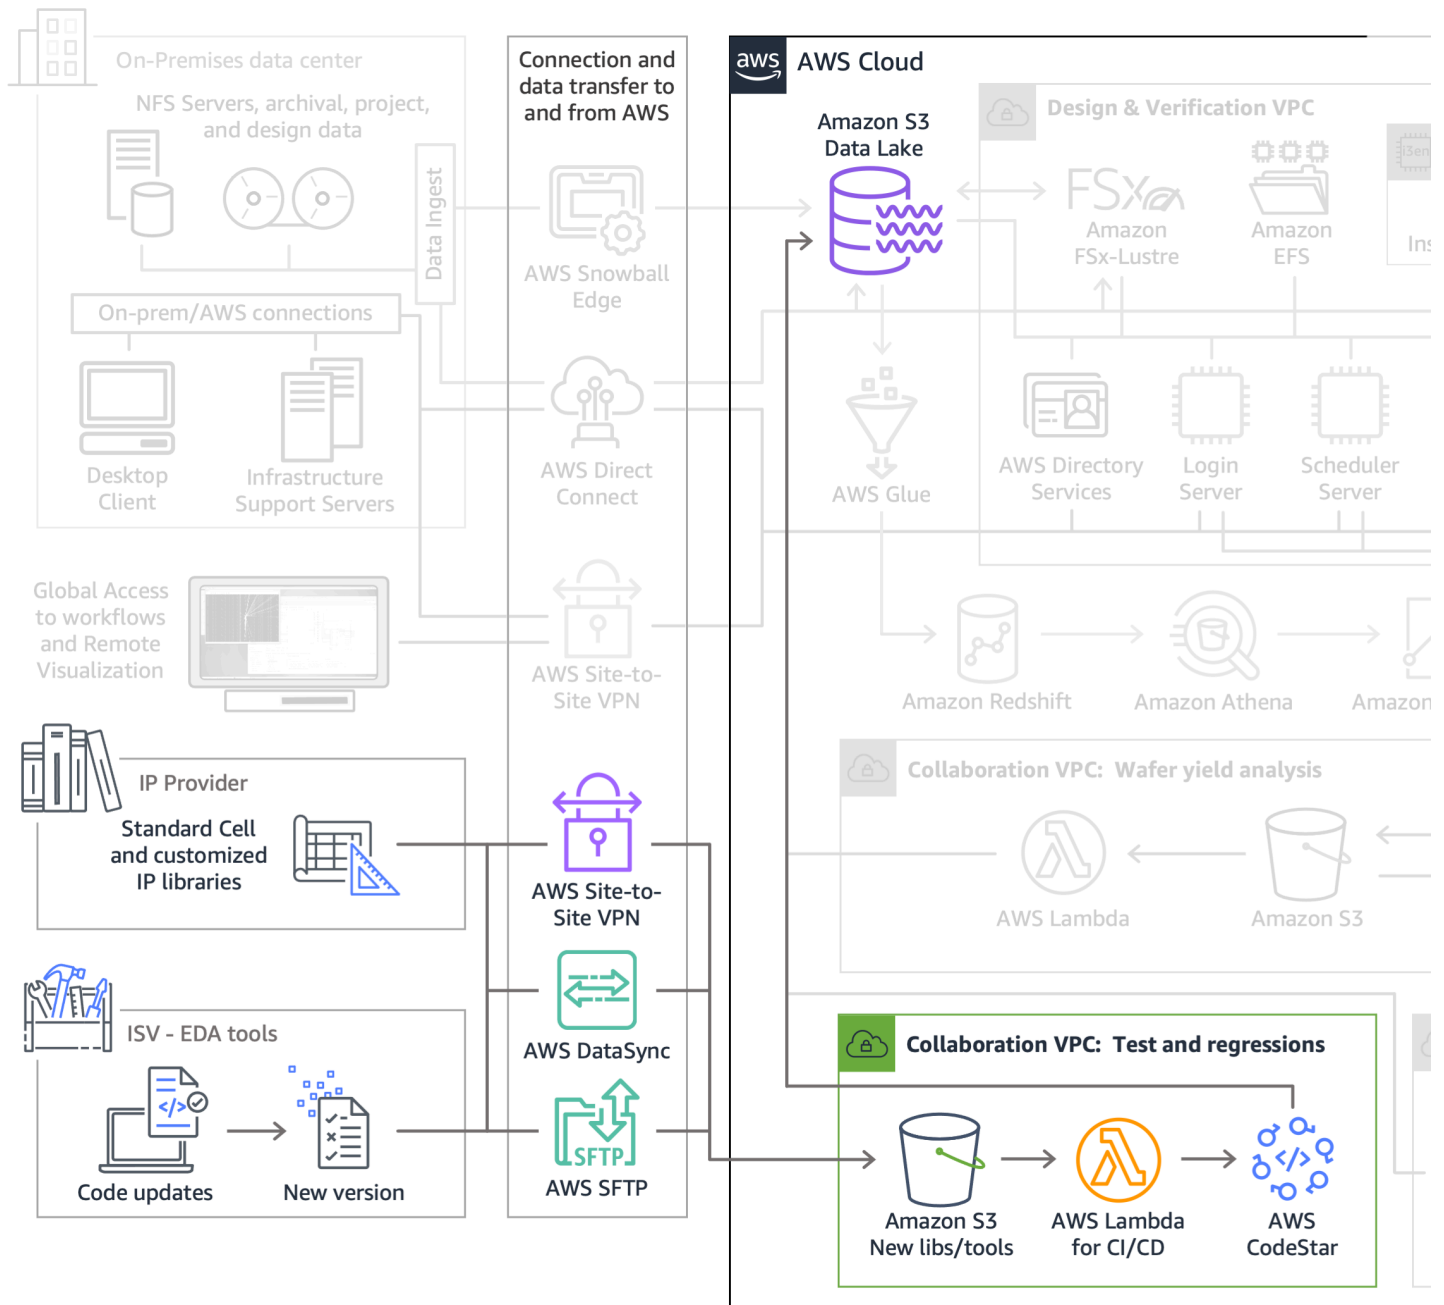 On-Premises data center
NFS Servers, archival, project,
and design data
Data Ingest
On-prem/AWS connections
Desktop
Client
Infrastructure
Support Servers
Global Access
to workflows
and Remote
Visualization
IP Provider
Standard Cell
and customized
IP libraries
ISV - EDA tools
</>
Code updates
New version
Connection and
data transfer to
and from AWS
AWS Snowball
Edge
AWS Direct
Connect
AWS Site-to-
Site VPN
AWS Site-to-
Site VPN
AWS DataSync
SFTP
AWS SFTP
aws
AWS Cloud
Amazon S3
Data Lake
Design & Verification VPC
FSx
Amazon
FSx-Lustre
Amazon
EFS
i3en
Ins
AWS Glue
AWS Directory
Services
Login
Server
Scheduler
Server
Amazon Redshift
Amazon Athena
Amazon
Collaboration VPC: Wafer yield analysis
AWS Lambda
Amazon S3
Collaboration VPC: Test and regressions
Amazon S3
New libs/tools
AWS Lambda
for CI/CD
</>
AWS
CodeStar